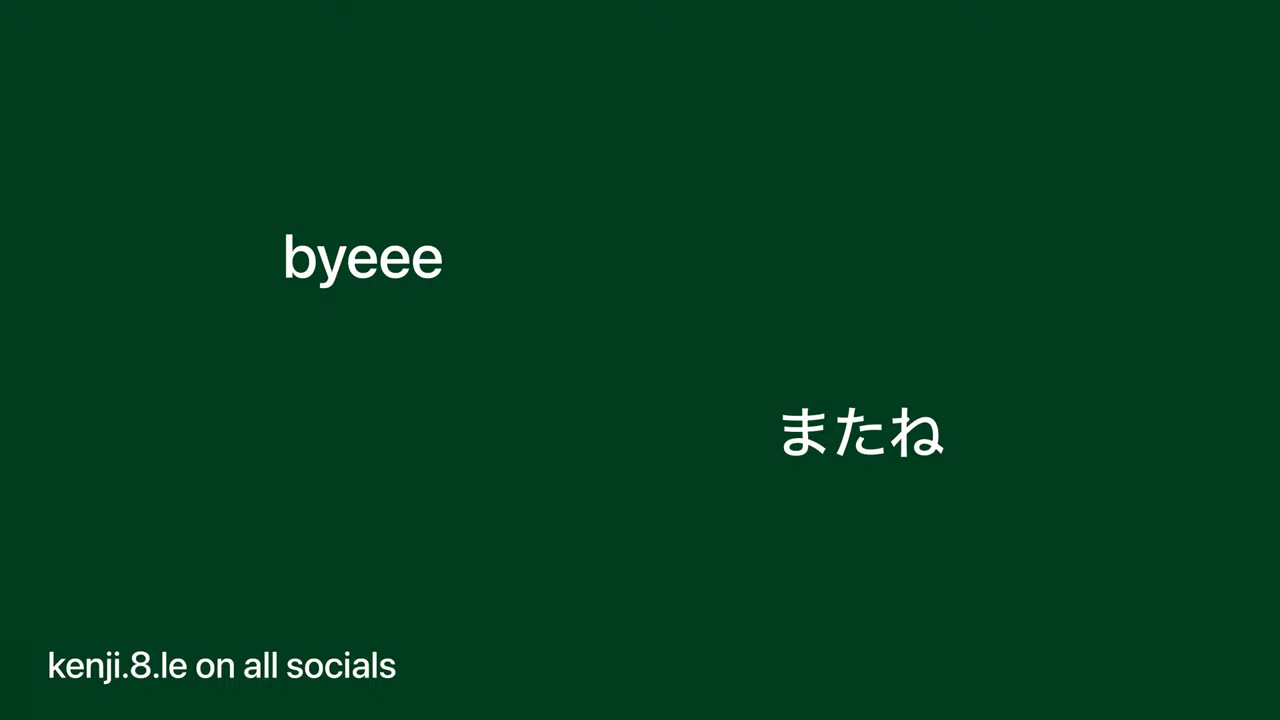 byeee
またね
kenji.8.le on all socials